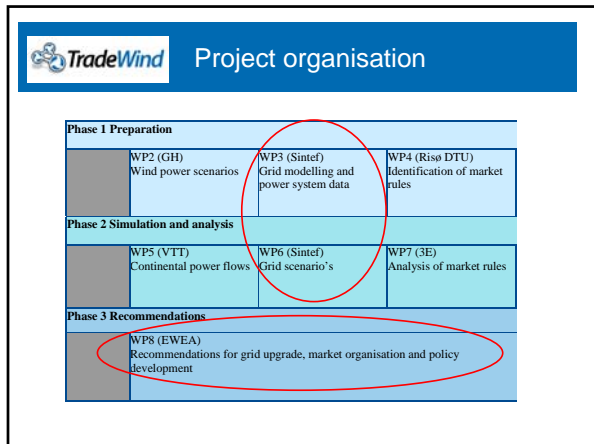 TradeWind
Project organisation
Phase 1 Preparation
WP2 (GH)
Wind power scenarios
WP3 (Sintef)
Grid modelling and
power system data
WP4 (Risø DTU)
Identification of market
rules
Phase 2 Simulation and analysis
WP5 (VTT)
Continental power flows
WP6 (Sintef)
Grid scenario's
WP7 (3E)
Analysis of market rules
Phase 3 Recommendations
WP8 (EWEA)
Recommendations for grid upgrade, market organisation and policy
development